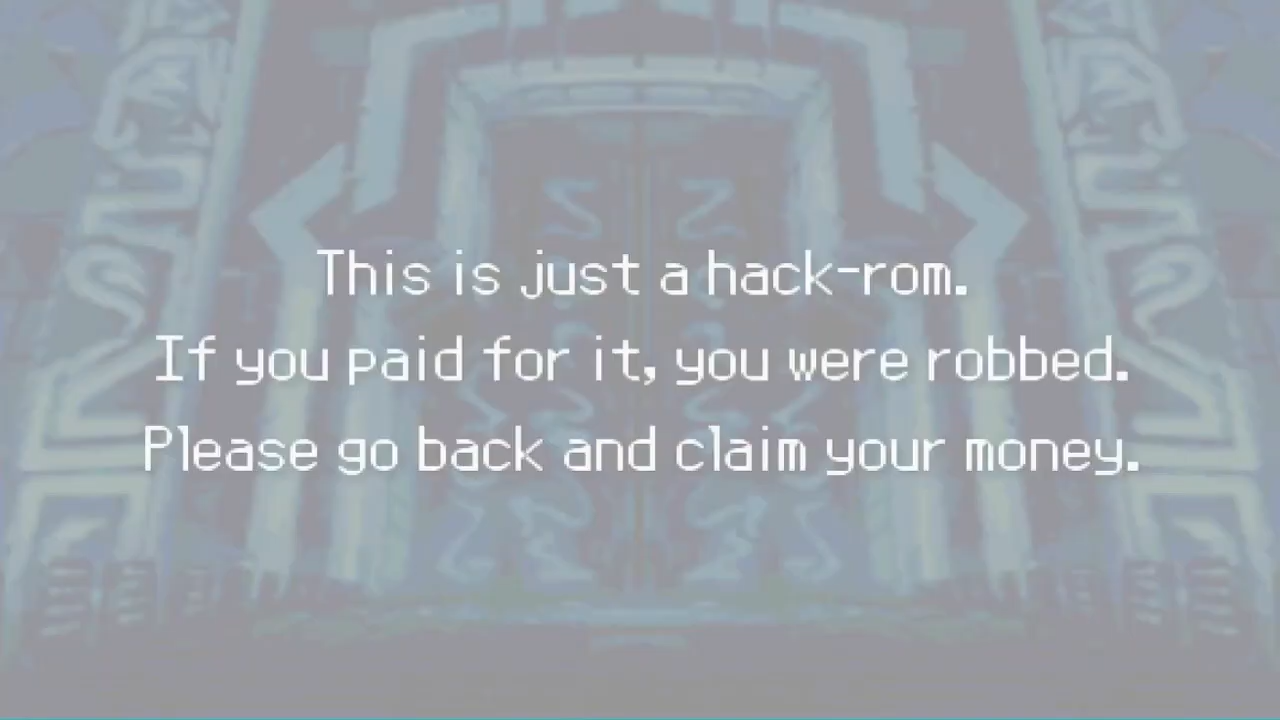 This is just a hack-rom.
If you paid for it, you were robbed.
Please go back and claim your money.